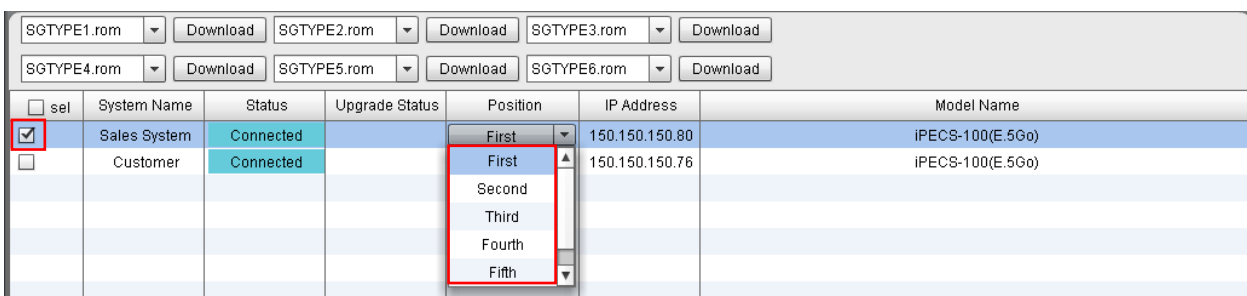 SGTYPE1.rom Download SGTYPE2.rom Download SGTYPE3.rom Download
SGTYPE4.rom Download SGTYPE5.rom Download SGTYPE6.rom Download
sel System Name Status Upgrade Status Position IP Address Model Name
Sales System Connected First 150.150.150.80 iPECS-100(E.5Go)
Customer Connected First 150.150.150.76 iPECS-100(E.5Go)
Second
Third
Fourth
Fifth